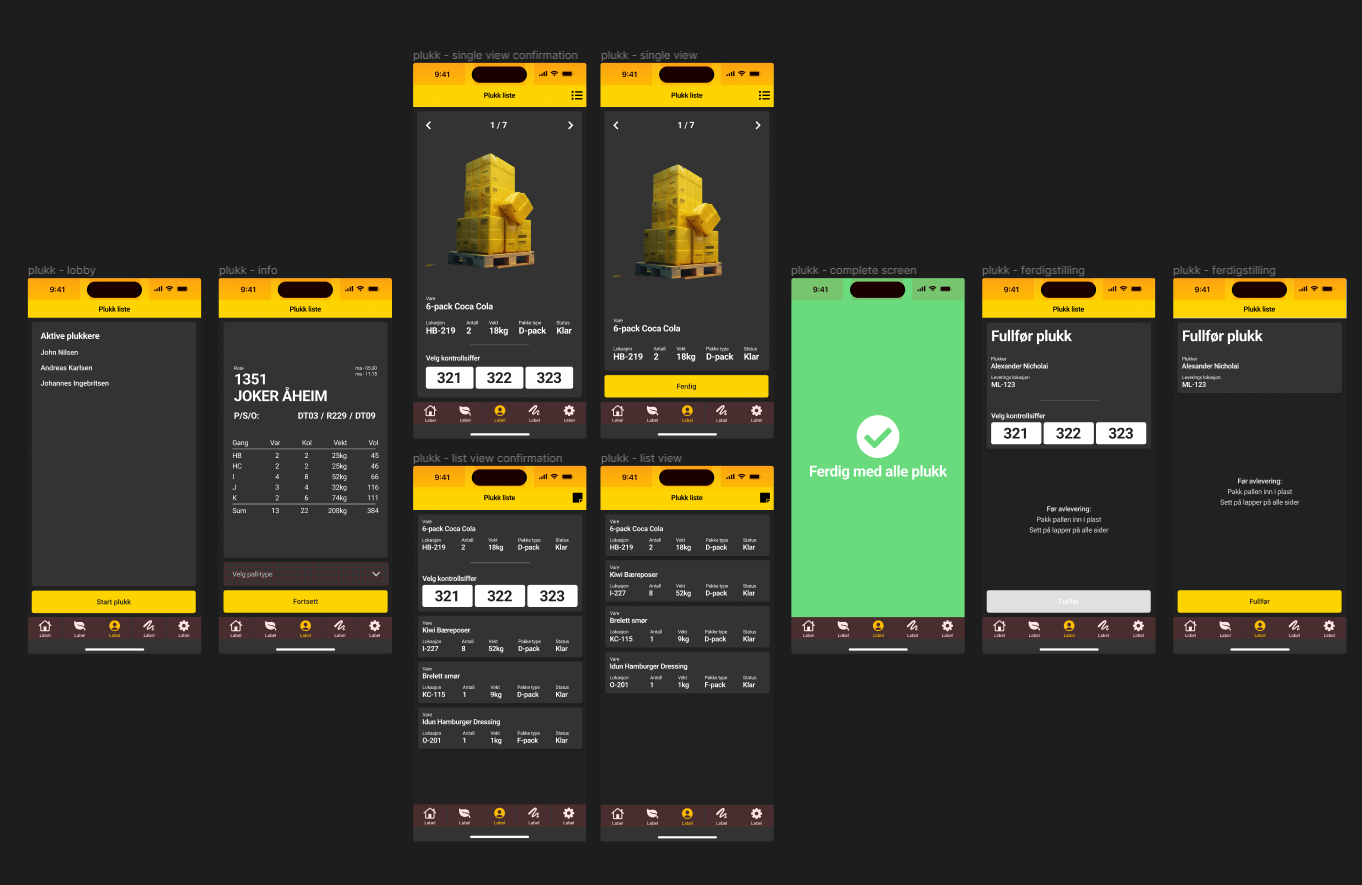 plukk - single view confirmation
9:41
Plukk liste
1 / 7
Vare
6-pack Coca Cola
Lokasjon Antall Vekt Pakke type Status
HB-219 2 18kg D-pack Klar
Velg kontrollsiffer
321 322 323
Label Label Label Label Label
plukk - single view
9:41
Plukk liste
1 / 7
Vare
6-pack Coca Cola
Lokasjon Antall Vekt Pakke type Status
HB-219 2 18kg D-pack Klar
Ferdig
Label Label Label Label Label
plukk - lobby
9:41
Plukk liste
Aktive plukkere
John Nilsen
Andreas Karlsen
Johannes Ingebritsen
Start plukk
Label Label Label Label Label
plukk - info
9:41
Plukk liste
Rute
ma - 05:30
ma - 11:15
1351
JOKER ÅHEIM
P/S/O: DT03 / R229 / DT09
Gang Var Kol Vekt Vol
HB 2 2 25kg 45
HC 2 2 25kg 46
I 4 8 52kg 66
J 3 4 32kg 116
K 2 6 74kg 111
Sum 13 22 208kg 384
Velg pall-type
Fortsett
Label Label Label Label Label
plukk - list view confirmation
9:41
Plukk liste
Vare
6-pack Coca Cola
Lokasjon Antall Vekt Pakke type Status
HB-219 2 18kg D-pack Klar
Velg kontrollsiffer
321 322 323
Vare
Kiwi Bæreposer
Lokasjon Antall Vekt Pakke type Status
I-227 8 52kg D-pack Klar
Vare
Brelett smør
Lokasjon Antall Vekt Pakke type Status
KC-115 1 9kg D-pack Klar
Vare
Idun Hamburger Dressing
Lokasjon Antall Vekt Pakke type Status
O-201 1 1kg F-pack Klar
Label Label Label Label Label
plukk - list view
9:41
Plukk liste
Vare
6-pack Coca Cola
Lokasjon Antall Vekt Pakke type Status
HB-219 2 18kg D-pack Klar
Vare
Kiwi Bæreposer
Lokasjon Antall Vekt Pakke type Status
I-227 8 52kg D-pack Klar
Vare
Brelett smør
Lokasjon Antall Vekt Pakke type Status
KC-115 1 9kg D-pack Klar
Vare
Idun Hamburger Dressing
Lokasjon Antall Vekt Pakke type Status
O-201 1 1kg F-pack Klar
Label Label Label Label Label
plukk - complete screen
9:41
Ferdig med alle plukk
Label Label Label Label Label
plukk - ferdigstilling
9:41
Plukk liste
Fullfør plukk
Plukker
Alexander Nicholai
Leverings lokasjon
ML-123
Velg kontrollsiffer
321 322 323
Før avlevering:
Pakk pallen inn i plast
Sett på lapper på alle sider
Fullfør
Label Label Label Label Label
plukk - ferdigstilling
9:41
Plukk liste
Fullfør plukk
Plukker
Alexander Nicholai
Leverings lokasjon
ML-123
Før avlevering:
Pakk pallen inn i plast
Sett på lapper på alle sider
Fullfør
Label Label Label Label Label